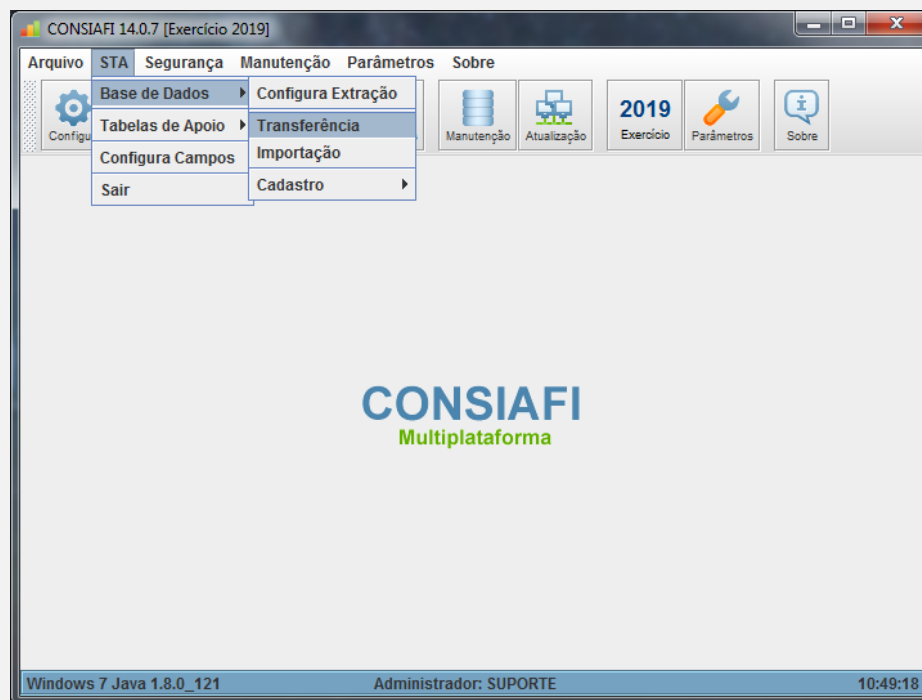 CONSIAFI 14.0.7 [Exercício 2019]
Arquivo STA Segurança Manutenção Parâmetros Sobre
Configu
Manutenção
Atualização
2019
Exercício
Parâmetros
Sobre
Base de Dados
Tabelas de Apoio
Configura Campos
Sair
Configura Extração
Transferência
Importação
Cadastro
CONSIAFI
Multiplataforma
Windows 7 Java 1.8.0_121 Administrador: SUPORTE 10:49:18